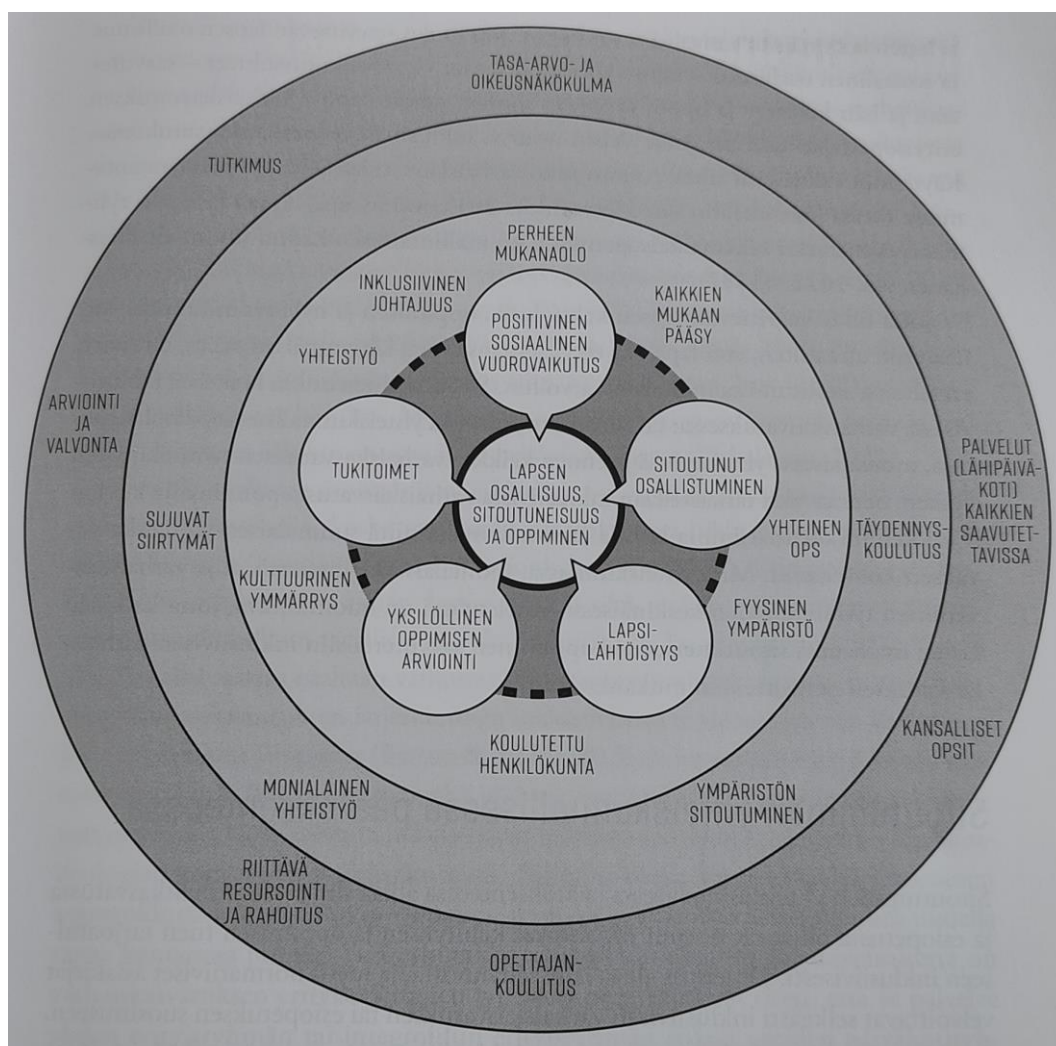 TASA-ARVO- JA
OIKEUSNÄKÖKULMA
TUTKIMUS
PERHEEN
MUKANAOLO
INKLUSIIVINEN
JOHTAJUUS
KAIKKIEN
MUKAAN
PÄÄSY
YHTEISTYÖ
POSITIIVINEN
SOSIAALINEN
VUOROVAIKUTUS
ARVIOINTI
JA
VALVONTA
TUKITOIMET
LAPSEN
OSALLISUUS,
SITOUTUNEISUUS
JA OPPIMINEN
SITOUTUNUT
OSALLISTUMINEN
PALVELUT
(LÄHIPÄIVÄ-
KOTI)
KAIKKIEN
SAAVUTET-
TAVISSA
SUJUVAT
SIIRTYMÄT
YHTEINEN
OPS
TÄYDENNYS-
KOULUTUS
KULTTUURINEN
YMMÄRRYS
YKSILÖLLINEN
OPPIMISEN
ARVIOINTI
LAPSI-
LÄHTÖISYYS
FYYSINEN
YMPÄRISTÖ
KANSALLISET
OPSIT
KOULUTETTU
HENKILÖKUNTA
MONIALAINEN
YHTEISTYÖ
YMPÄRISTÖN
SITOUTUMINEN
RIITTÄVÄ
RESURSOINTI
JA RAHOITUS
OPETTAJAN-
KOULUTUS